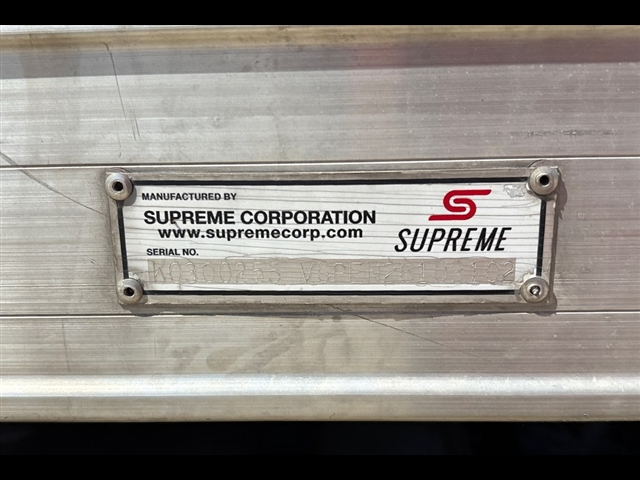 MANUFACTURED BY
SUPREME CORPORATION
www.supremecorp.com
SUPREME
SERIAL NO.